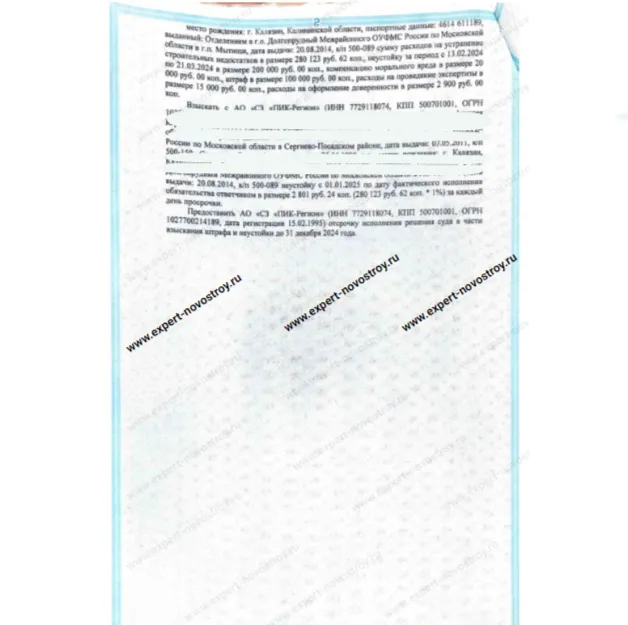 2
место рождения: г. Калязин, Калининской области, паспортные данные: 4614 611189,
выданный: Отделением в г.о. Долгопрудный Межрайонного ОУФМС России по Московской
области в г.п. Мытищи, дата выдачи: 20.08.2014, к/п 500-089 сумму расходов на устранение
строительных недостатков в размере 280 123 руб. 62 коп., неустойку за период с 13.02.2024
по 21.03.2024 в размере 200 000 руб. 00 коп., компенсацию морального вреда в размере 20
000 руб. 00 коп., штраф в размере 100 000 руб. 00 коп., расходы на проведение экспертизы в
размере 15 000 руб. 00 коп., расходы на оформление доверенности в размере 2 900 руб. 00
коп.
Взыскать с АО «СЗ «ПИК-Регион» (ИНН 7729118074, КПП 500701001, ОГРН
России по Московской области в Сергиево-Посадском районе, дата выдачи: 07.05.2011, к/п
г. Калязин,
Межрайонного ОУФМС России по Московской
выдачи: 20.08.2014, к/п 500-089 неустойку с 01.01.2025 по дату фактического исполнения
обязательства ответчиком в размере 2 801 руб. 24 коп. (280 123 руб. 62 коп. * 1%) за каждый
день просрочки.
Предоставить АО «СЗ «ПИК-Регион» (ИНН 7729118074, КПП 500701001, ОГРН
1027700214189, дата регистрации 15.02.1995) отсрочку исполнения решения суда в части
взыскания штрафа и неустойки до 31 декабря 2024 года.
www.expert-novostroy.ru
www.expert-novostroy.ru
www.expert-novostroy.ru